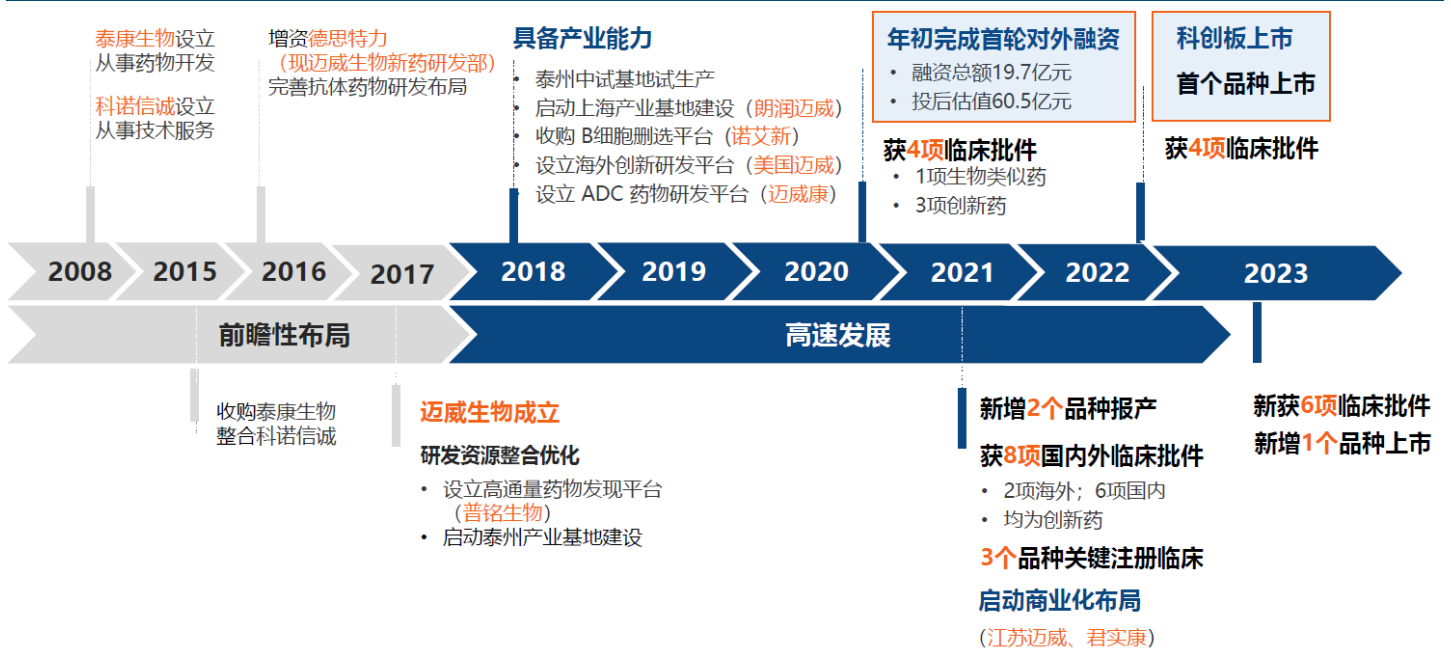 泰康生物设立
从事药物开发
科诺信诚设立
从事技术服务
增资德思特力
（现迈威生物新药研发部）
完善抗体药物研发布局
具备产业能力
• 泰州中试基地试生产
• 启动上海产业基地建设（朗润迈威）
• 收购 B细胞删选平台（诺艾新）
• 设立海外创新研发平台（美国迈威）
• 设立 ADC 药物研发平台（迈威康）
年初完成首轮对外融资
• 融资总额19.7亿元
• 投后估值60.5亿元
获4项临床批件
• 1项生物类似药
• 3项创新药
科创板上市
首个品种上市
获4项临床批件
2008
2015
2016
2017
2018
2019
2020
2021
2022
2023
前瞻性布局
高速发展
收购泰康生物
整合科诺信诚
迈威生物成立
研发资源整合优化
• 设立高通量药物发现平台
（普铭生物）
• 启动泰州产业基地建设
新增2个品种报产
获8项国内外临床批件
• 2项海外；6项国内
• 均为创新药
3个品种关键注册临床
启动商业化布局
（江苏迈威、君实康）
新获6项临床批件
新增1个品种上市